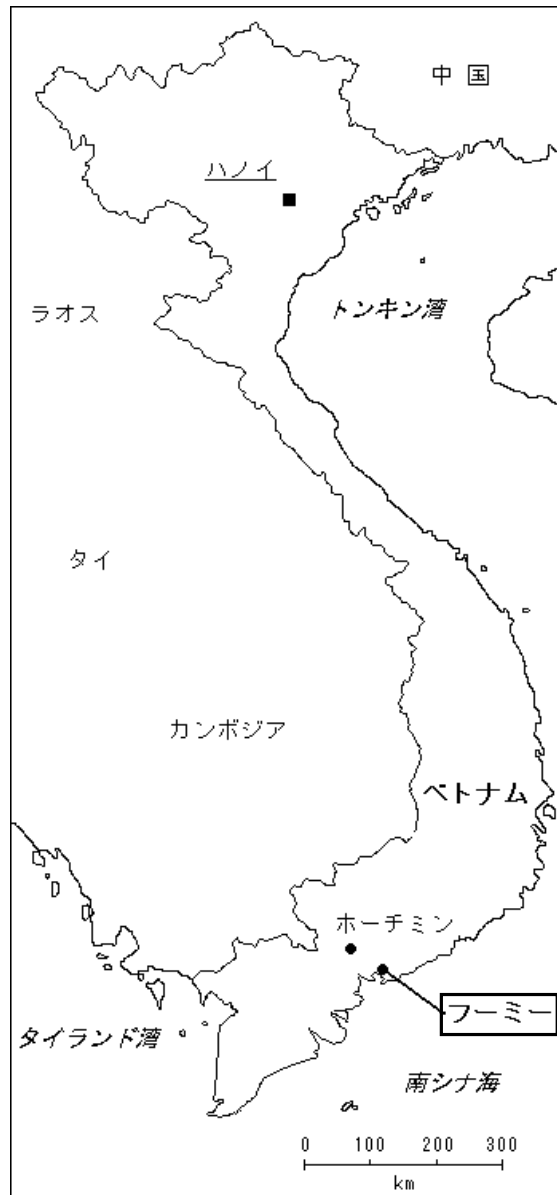 中国
ハノイ
ラオス
トンキン湾
タイ
カンボジア
ベトナム
ホーチミン
フーミー
タイランド湾
南シナ海
0 100 200 300
km